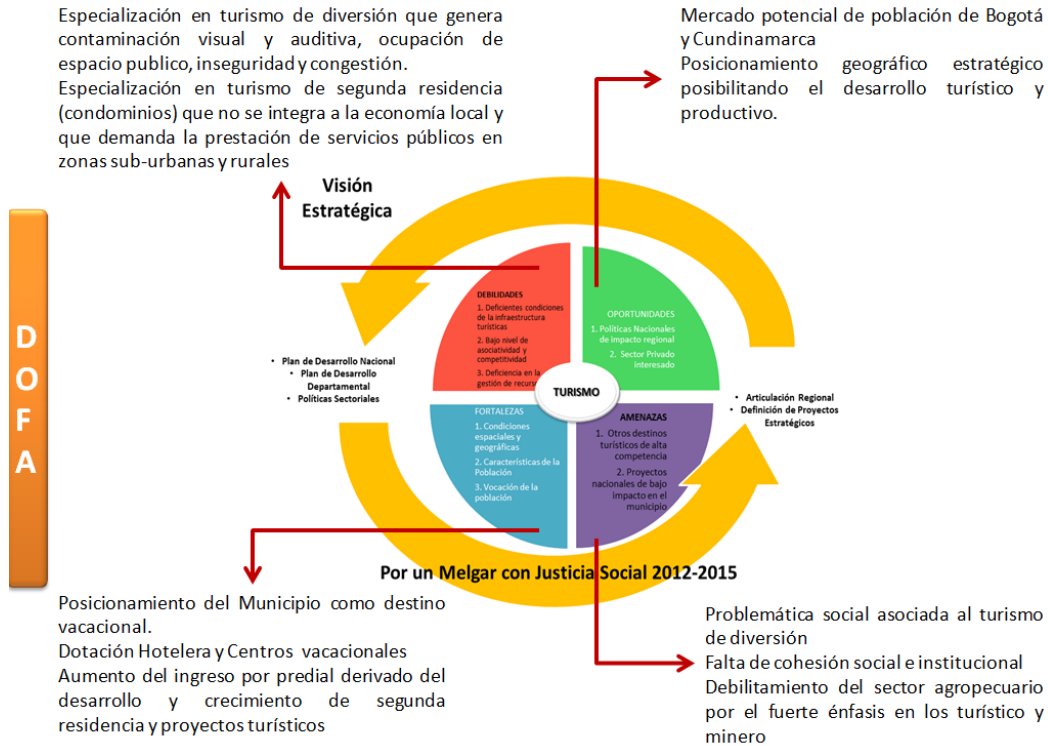 Especialización en turismo de diversión que genera
contaminación visual y auditiva, ocupación de
espacio publico, inseguridad y congestión.
Especialización en turismo de segunda residencia
(condominios) que no se integra a la economía local y
que demanda la prestación de servicios públicos en
zonas sub-urbanas y rurales
Mercado potencial de población de Bogotá
y Cundinamarca
Posicionamiento geográfico estratégico
posibilitando el desarrollo turístico y
productivo.
Visión
Estratégica
D
O
F
A
DEBILIDADES
1. Deficientes condiciones
de la infraestructura
turísticas
2. Bajo nivel de
asociatividad y
competitividad
3. Deficiencia en la
gestión de recurso
OPORTUNIDADES
1. Políticas Nacionales
de impacto regional
2. Sector Privado
interesado
• Plan de Desarrollo Nacional
• Plan de Desarrollo
Departamental
• Políticas Sectoriales
TURISMO
• Articulación Regional
• Definición de Proyectos
Estratégicos
FORTALEZAS
1. Condiciones
espaciales y
geográficas
2. Características de la
Población
3. Vocación de la
población
AMENAZAS
1. Otros destinos
turísticos de alta
competencia
2. Proyectos
nacionales de bajo
impacto en el
municipio
Por un Melgar con Justicia Social 2012-2015
Posicionamiento del Municipio como destino
vacacional.
Dotación Hotelera y Centros vacacionales
Aumento del ingreso por predial derivado del
desarrollo y crecimiento de segunda
residencia y proyectos turísticos
Problemática social asociada al turismo
de diversión
Falta de cohesión social e institucional
Debilitamiento del sector agropecuario
por el fuerte énfasis en los turístico y
minero